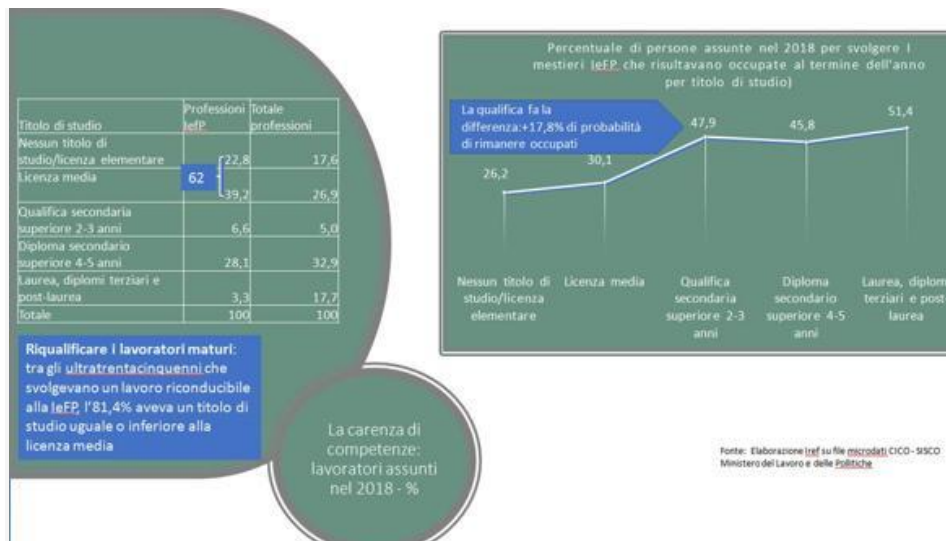 Titolo di studio Professioni IefP Totale professioni
Nessun titolo di
studio/licenza elementare 22,8 17,6
Licenza media 39,2 26,9
62
Qualifica secondaria
superiore 2-3 anni 6,6 5,0
Diploma secondario
superiore 4-5 anni 28,1 32,9
Laurea, diplomi terziari e
post-laurea 3,3 17,7
Totale 100 100
Riqualificare i lavoratori maturi:
tra gli ultratrentacinquenni che
svolgevano un lavoro riconducibile
alla IeFP, l'81,4% aveva un titolo di
studio uguale o inferiore alla
licenza media
La carenza di
competenze:
lavoratori assunti
nel 2018 - %
Percentuale di persone assunte nel 2018 per svolgere I
mestieri IeFP che risultavano occupate al termine dell'anno
per titolo di studio)
La qualifica fa la
differenza:+17,8% di probabilità
di rimanere occupati
26,2
30,1
47,9
45,8
51,4
Nessun titolo di
studio/licenza
elementare
Licenza media
Qualifica
secondaria
superiore 2-3
anni
Diploma
secondario
superiore 4-5
anni
Laurea, diplom
terziari e post
laurea
Fonte: Elaborazione Iref su file microdati CICO - SISCO
Ministero del Lavoro e delle Politiche